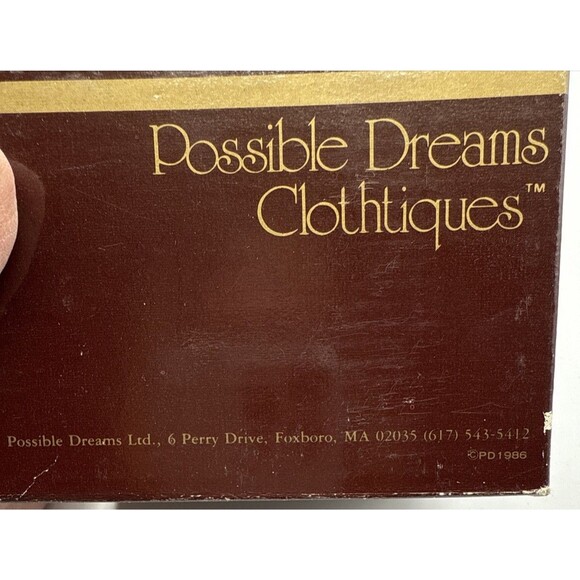 Possible Dreams
Clothtiques™
Possible Dreams Ltd., 6 Perry Drive, Foxboro, MA 02035 (617) 543-5412
©PD1986